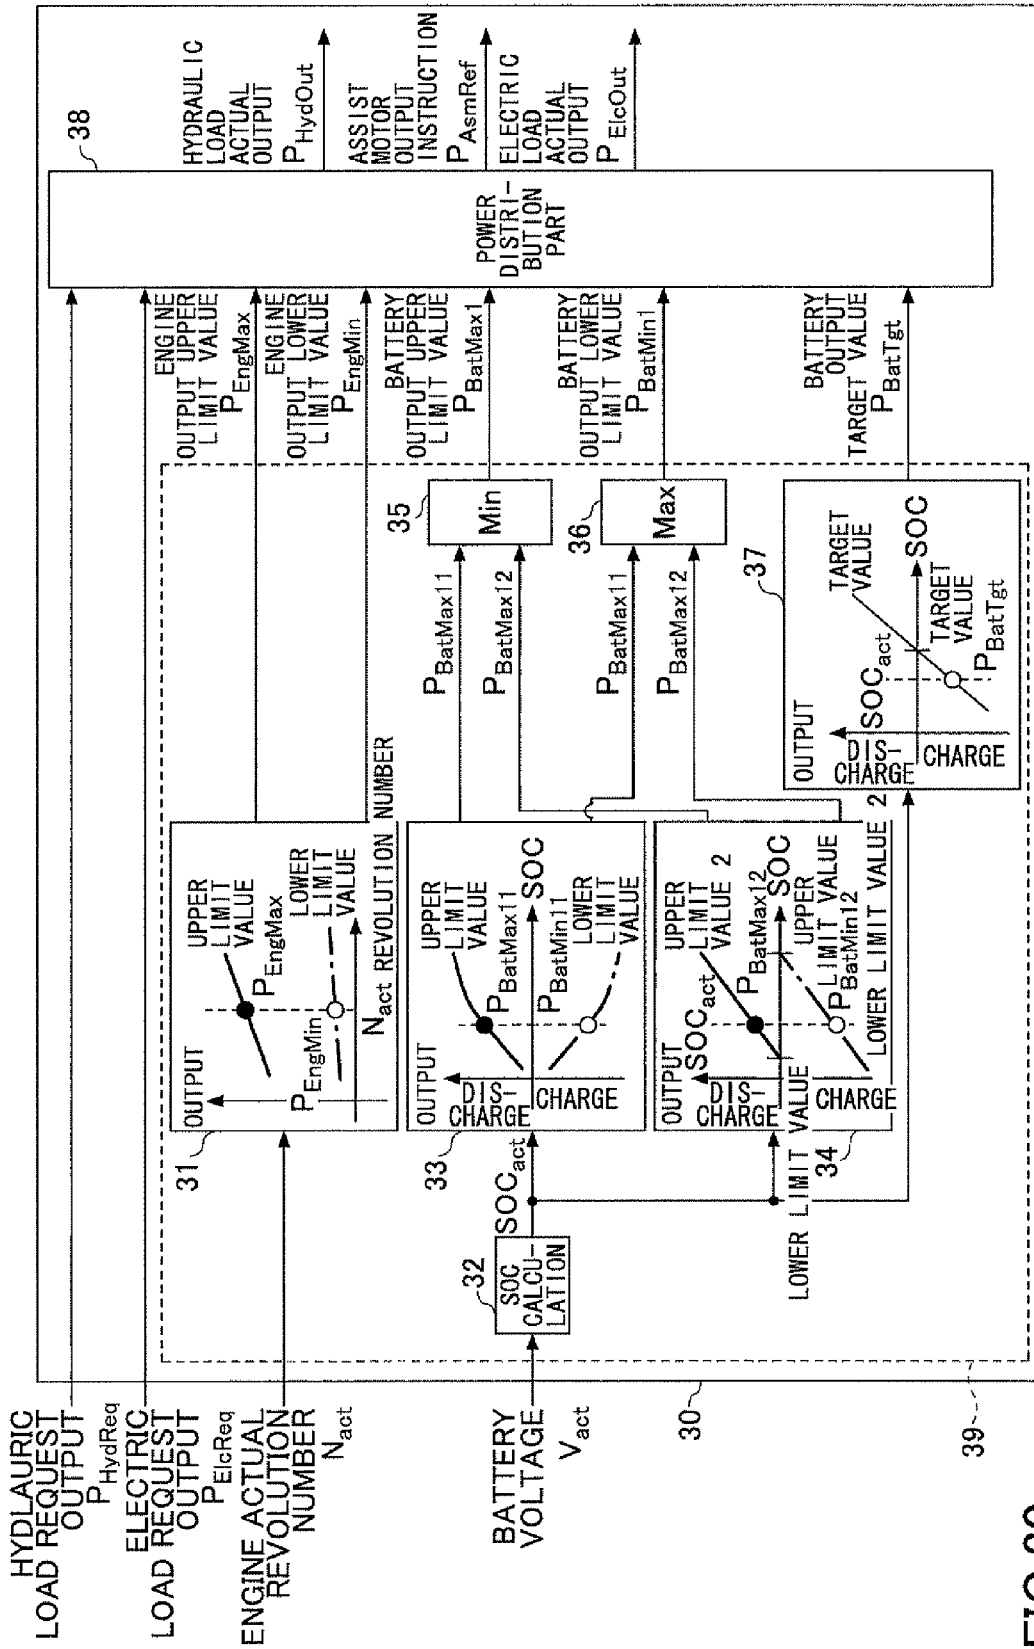 HYDLAURIC
LOAD REQUEST
OUTPUT
PHydReq
ELECTRIC
LOAD REQUEST
OUTPUT
PElcReq
ENGINE ACTUAL
REVOLUTION
NUMBER
Nact
BATTERY
VOLTAGE
Vact
30
39
32
SOC
CALCU-
LATION
SOCact
31
OUTPUT
UPPER
LIMIT
VALUE
PEngMax
PEngMin
LOWER
LIMIT
VALUE
Nact REVOLUTION NUMBER
33
OUTPUT
DIS-
CHARGE
CHARGE
UPPER
LIMIT
VALUE
PBatMax11
SOC
PBatMin11
LOWER
LIMIT
VALUE
34
OUTPUT
SOCact
DIS-
CHARGE
CHARGE
UPPER
LIMIT
VALUE 2
PBatMax12
SOC
UPPER
LIMIT VALUE
PBatMin12
LOWER LIMIT VALUE
LOWER LIMIT VALUE 2
PBatMax11
PBatMax12
35
Min
PBatMax11
PBatMax12
36
Max
37
OUTPUT
DIS-
CHARGE
CHARGE
SOCact
TARGET
VALUE
SOC
TARGET
VALUE
PBatTgt
ENGINE
OUTPUT UPPER
LIMIT VALUE
PEngMax
ENGINE
OUTPUT LOWER
LIMIT VALUE
PEngMin
BATTERY
OUTPUT UPPER
LIMIT VALUE
PBatMax1
BATTERY
OUTPUT LOWER
LIMIT VALUE
PBatMin1
BATTERY
OUTPUT
TARGET VALUE
PBatTgt
38
POWER
DISTRI-
BUTION
PART
HYDRAULIC
LOAD
ACTUAL
OUTPUT
PHydOut
ASSIST
MOTOR
OUTPUT
INSTRUCTION
PAsmRef
ELECTRIC
LOAD
ACTUAL
OUTPUT
PElcOut